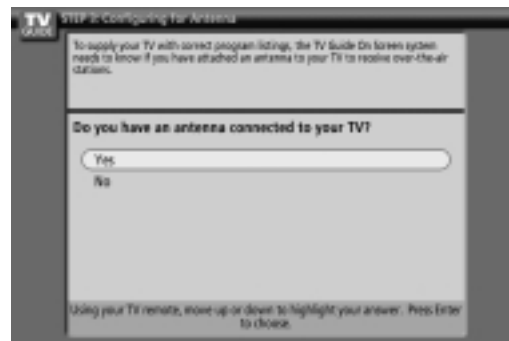 TV
GUIDE
STEP 2: Configuring for Antenna
To supply your TV with correct program listings, the TV Guide On Screen system
needs to know if you have attached an antenna to your TV to receive over-the-air
stations.
Do you have an antenna connected to your TV?
Yes
No
Using your TV remote, move up or down to highlight your answer. Press Enter
to choose.